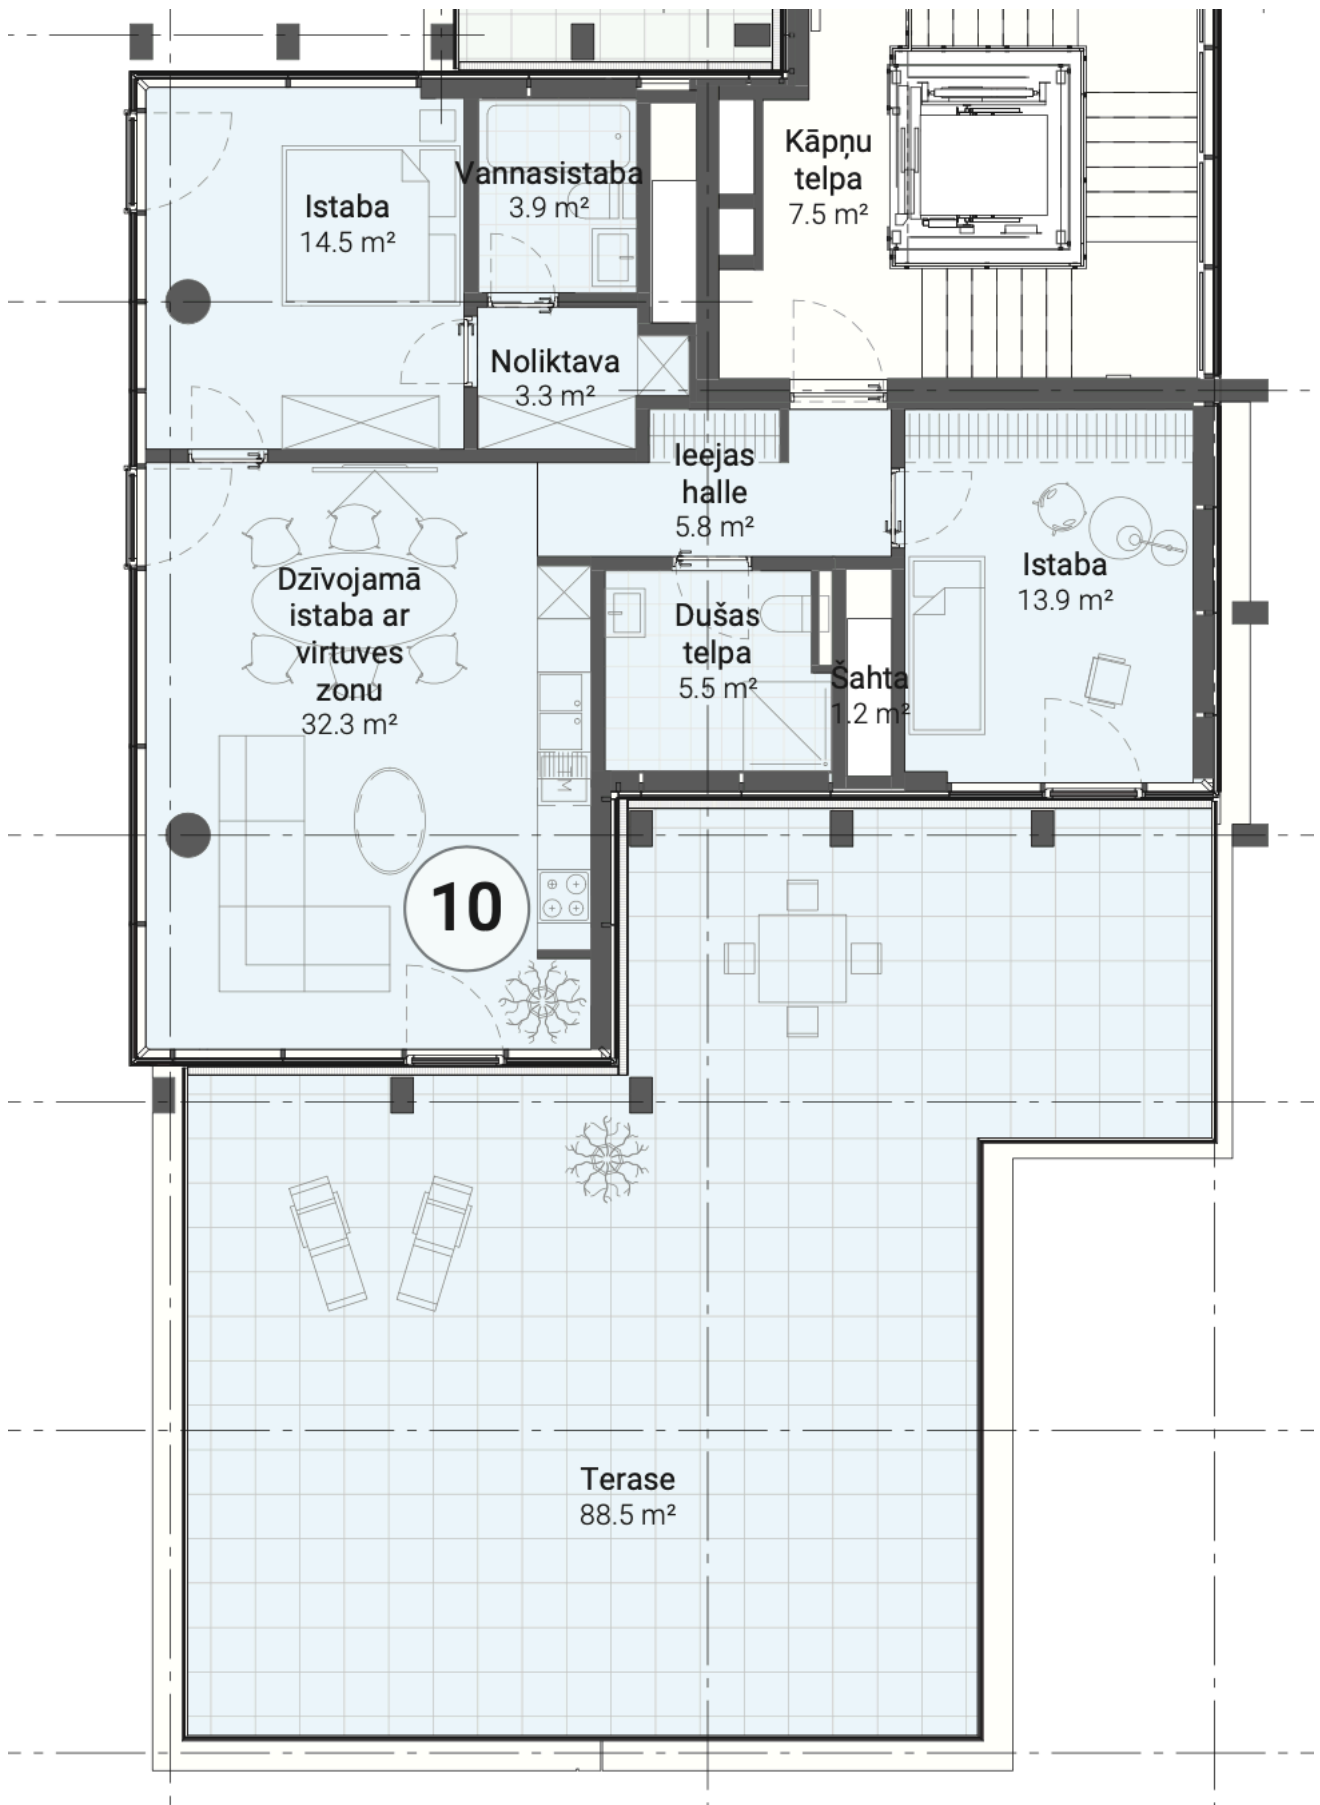 Kāpņu
telpa
7.5 m²
Vannasistaba
3.9 m²
Istaba
14.5 m²
Noliktava
3.3 m²
Ieejas
halle
5.8 m²
Istaba
13.9 m²
Dzīvojamā
istaba ar
virtuves
zonu
32.3 m²
Dušas
telpa
5.5 m²
Šahta
1.2 m²
TM
10
Terase
88.5 m²